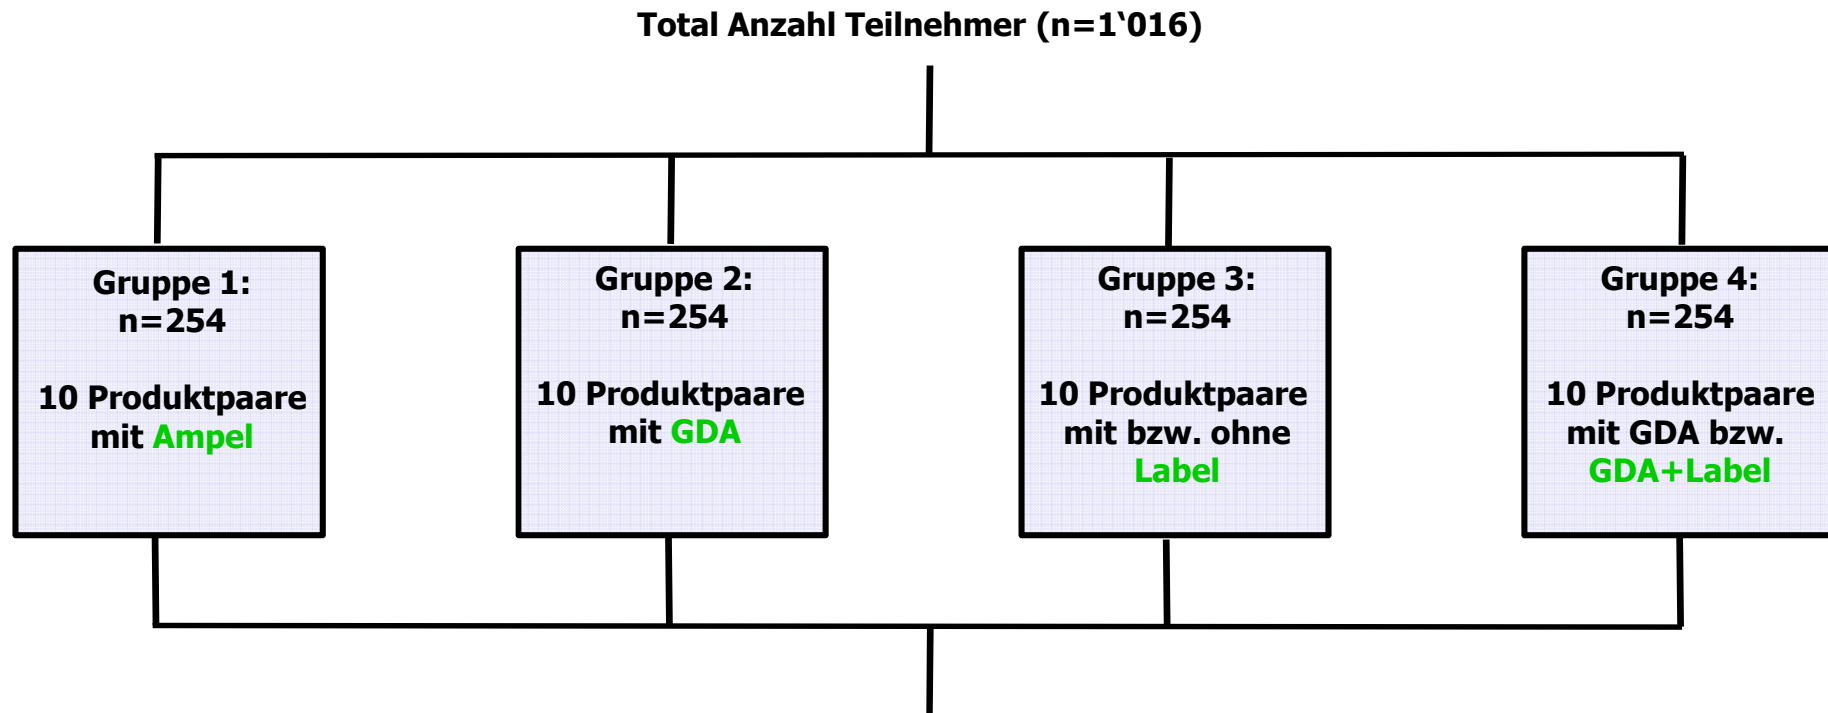 Total Anzahl Teilnehmer (n=1‘016)
Gruppe 1:
n=254
10 Produktpaare
mit Ampel
Gruppe 2:
n=254
10 Produktpaare
mit GDA
Gruppe 3:
n=254
10 Produktpaare
mit bzw. ohne
Label
Gruppe 4:
n=254
10 Produktpaare
mit GDA bzw.
GDA+Label